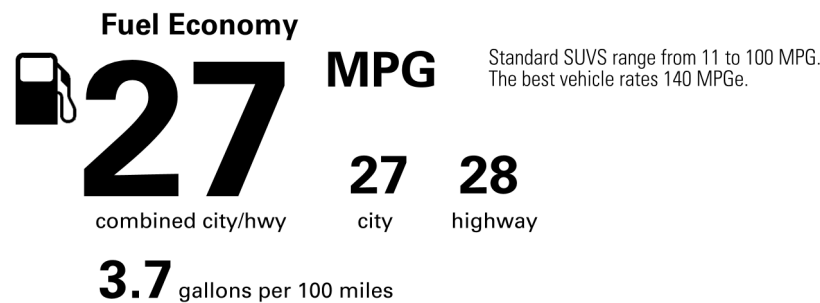 Fuel Economy
27
MPG
Standard SUVS range from 11 to 100 MPG.
The best vehicle rates 140 MPGe.
27 28
combined city/hwy city highway
3.7 gallons per 100 miles